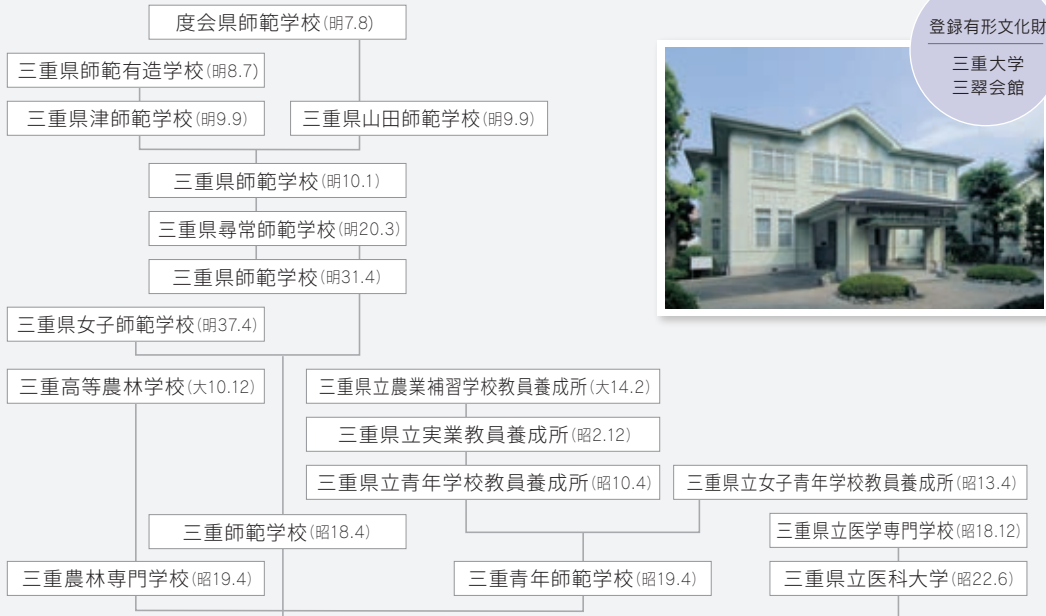 度会県師範学校(明7.8)
登録有形文化財
三重大学
三翠会館
三重県師範有造学校(明8.7)
三重県津師範学校(明9.9)
三重県山田師範学校(明9.9)
三重県師範学校(明10.1)
三重県尋常師範学校(明20.3)
三重県師範学校(明31.4)
三重県女子師範学校(明37.4)
三重高等農林学校(大10.12)
三重県立農業補習学校教員養成所(大14.2)
三重県立実業教員養成所(昭2.12)
三重県立青年学校教員養成所(昭10.4)
三重県立女子青年学校教員養成所(昭13.4)
三重師範学校(昭18.4)
三重県立医学専門学校(昭18.12)
三重農林専門学校(昭19.4)
三重青年師範学校(昭19.4)
三重県立医科大学(昭22.6)